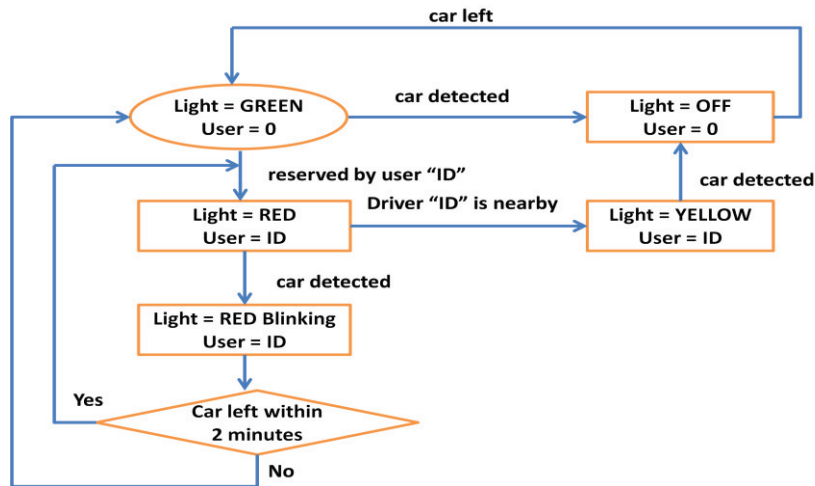 car left
Light = GREEN
User = 0
car detected
Light = OFF
User = 0
reserved by user “ID”
car detected
Driver “ID” is nearby
Light = RED
User = ID
Light = YELLOW
User = ID
car detected
Light = RED Blinking
User = ID
Yes
Car left within
2 minutes
No